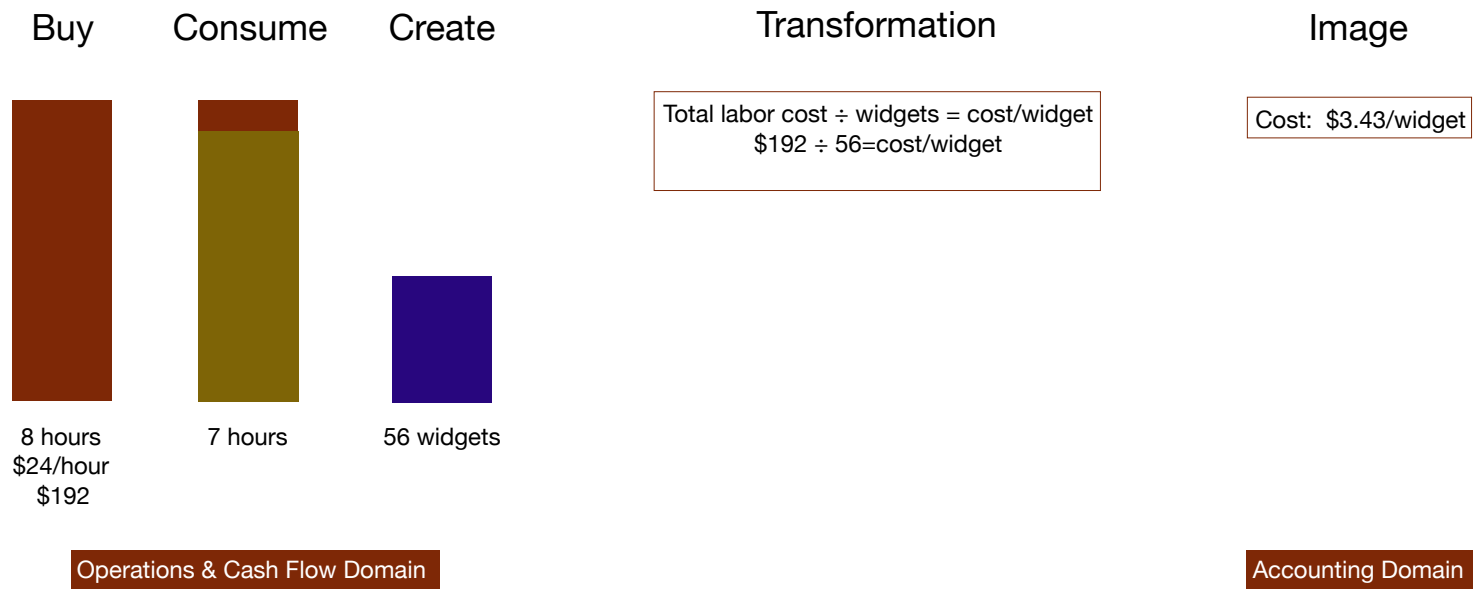 Buy
Consume
Create
Transformation
Image
Total labor cost ÷ widgets = cost/widget
$192 ÷ 56=cost/widget
Cost:  $3.43/widget
8 hours
$24/hour
$192
7 hours
56 widgets
Operations & Cash Flow Domain
Accounting Domain